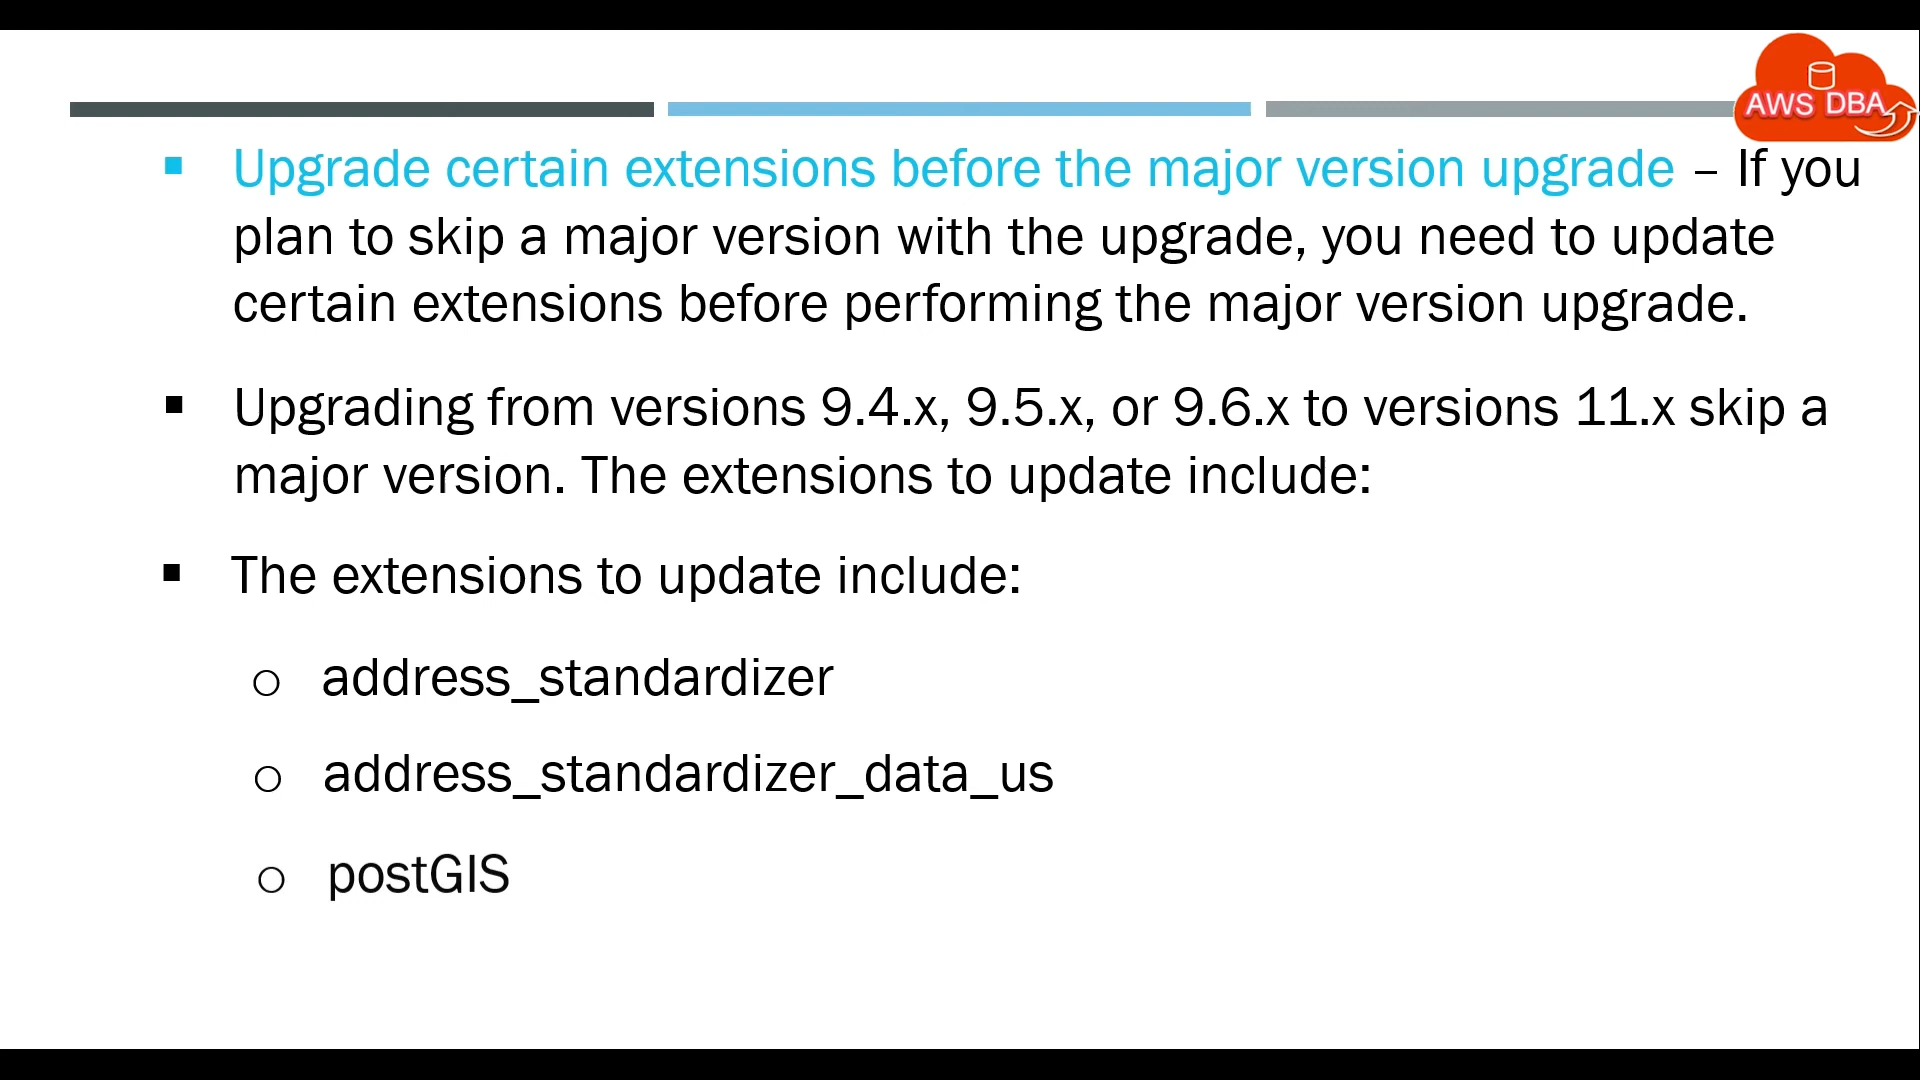 AWS DBA
▪ Upgrade certain extensions before the major version upgrade – If you
plan to skip a major version with the upgrade, you need to update
certain extensions before performing the major version upgrade.
▪ Upgrading from versions 9.4.x, 9.5.x, or 9.6.x to versions 11.x skip a
major version. The extensions to update include:
▪ The extensions to update include:
o address_standardizer
o address_standardizer_data_us
o postGIS